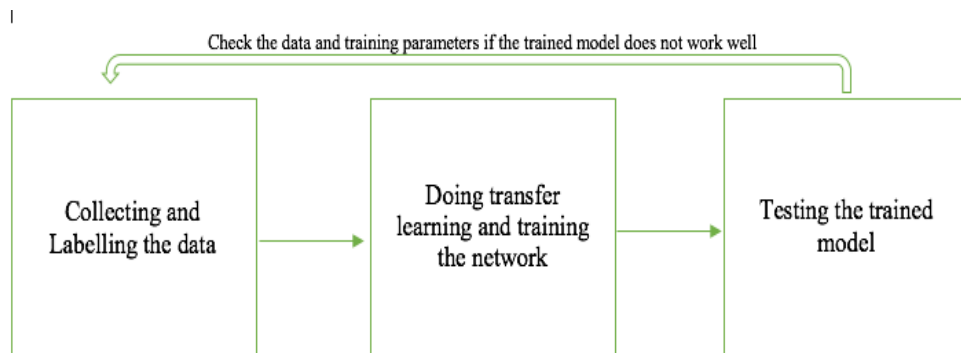 Check the data and training parameters if the trained model does not work well
Collecting and
Labelling the data
Doing transfer
learning and training
the network
Testing the trained
model